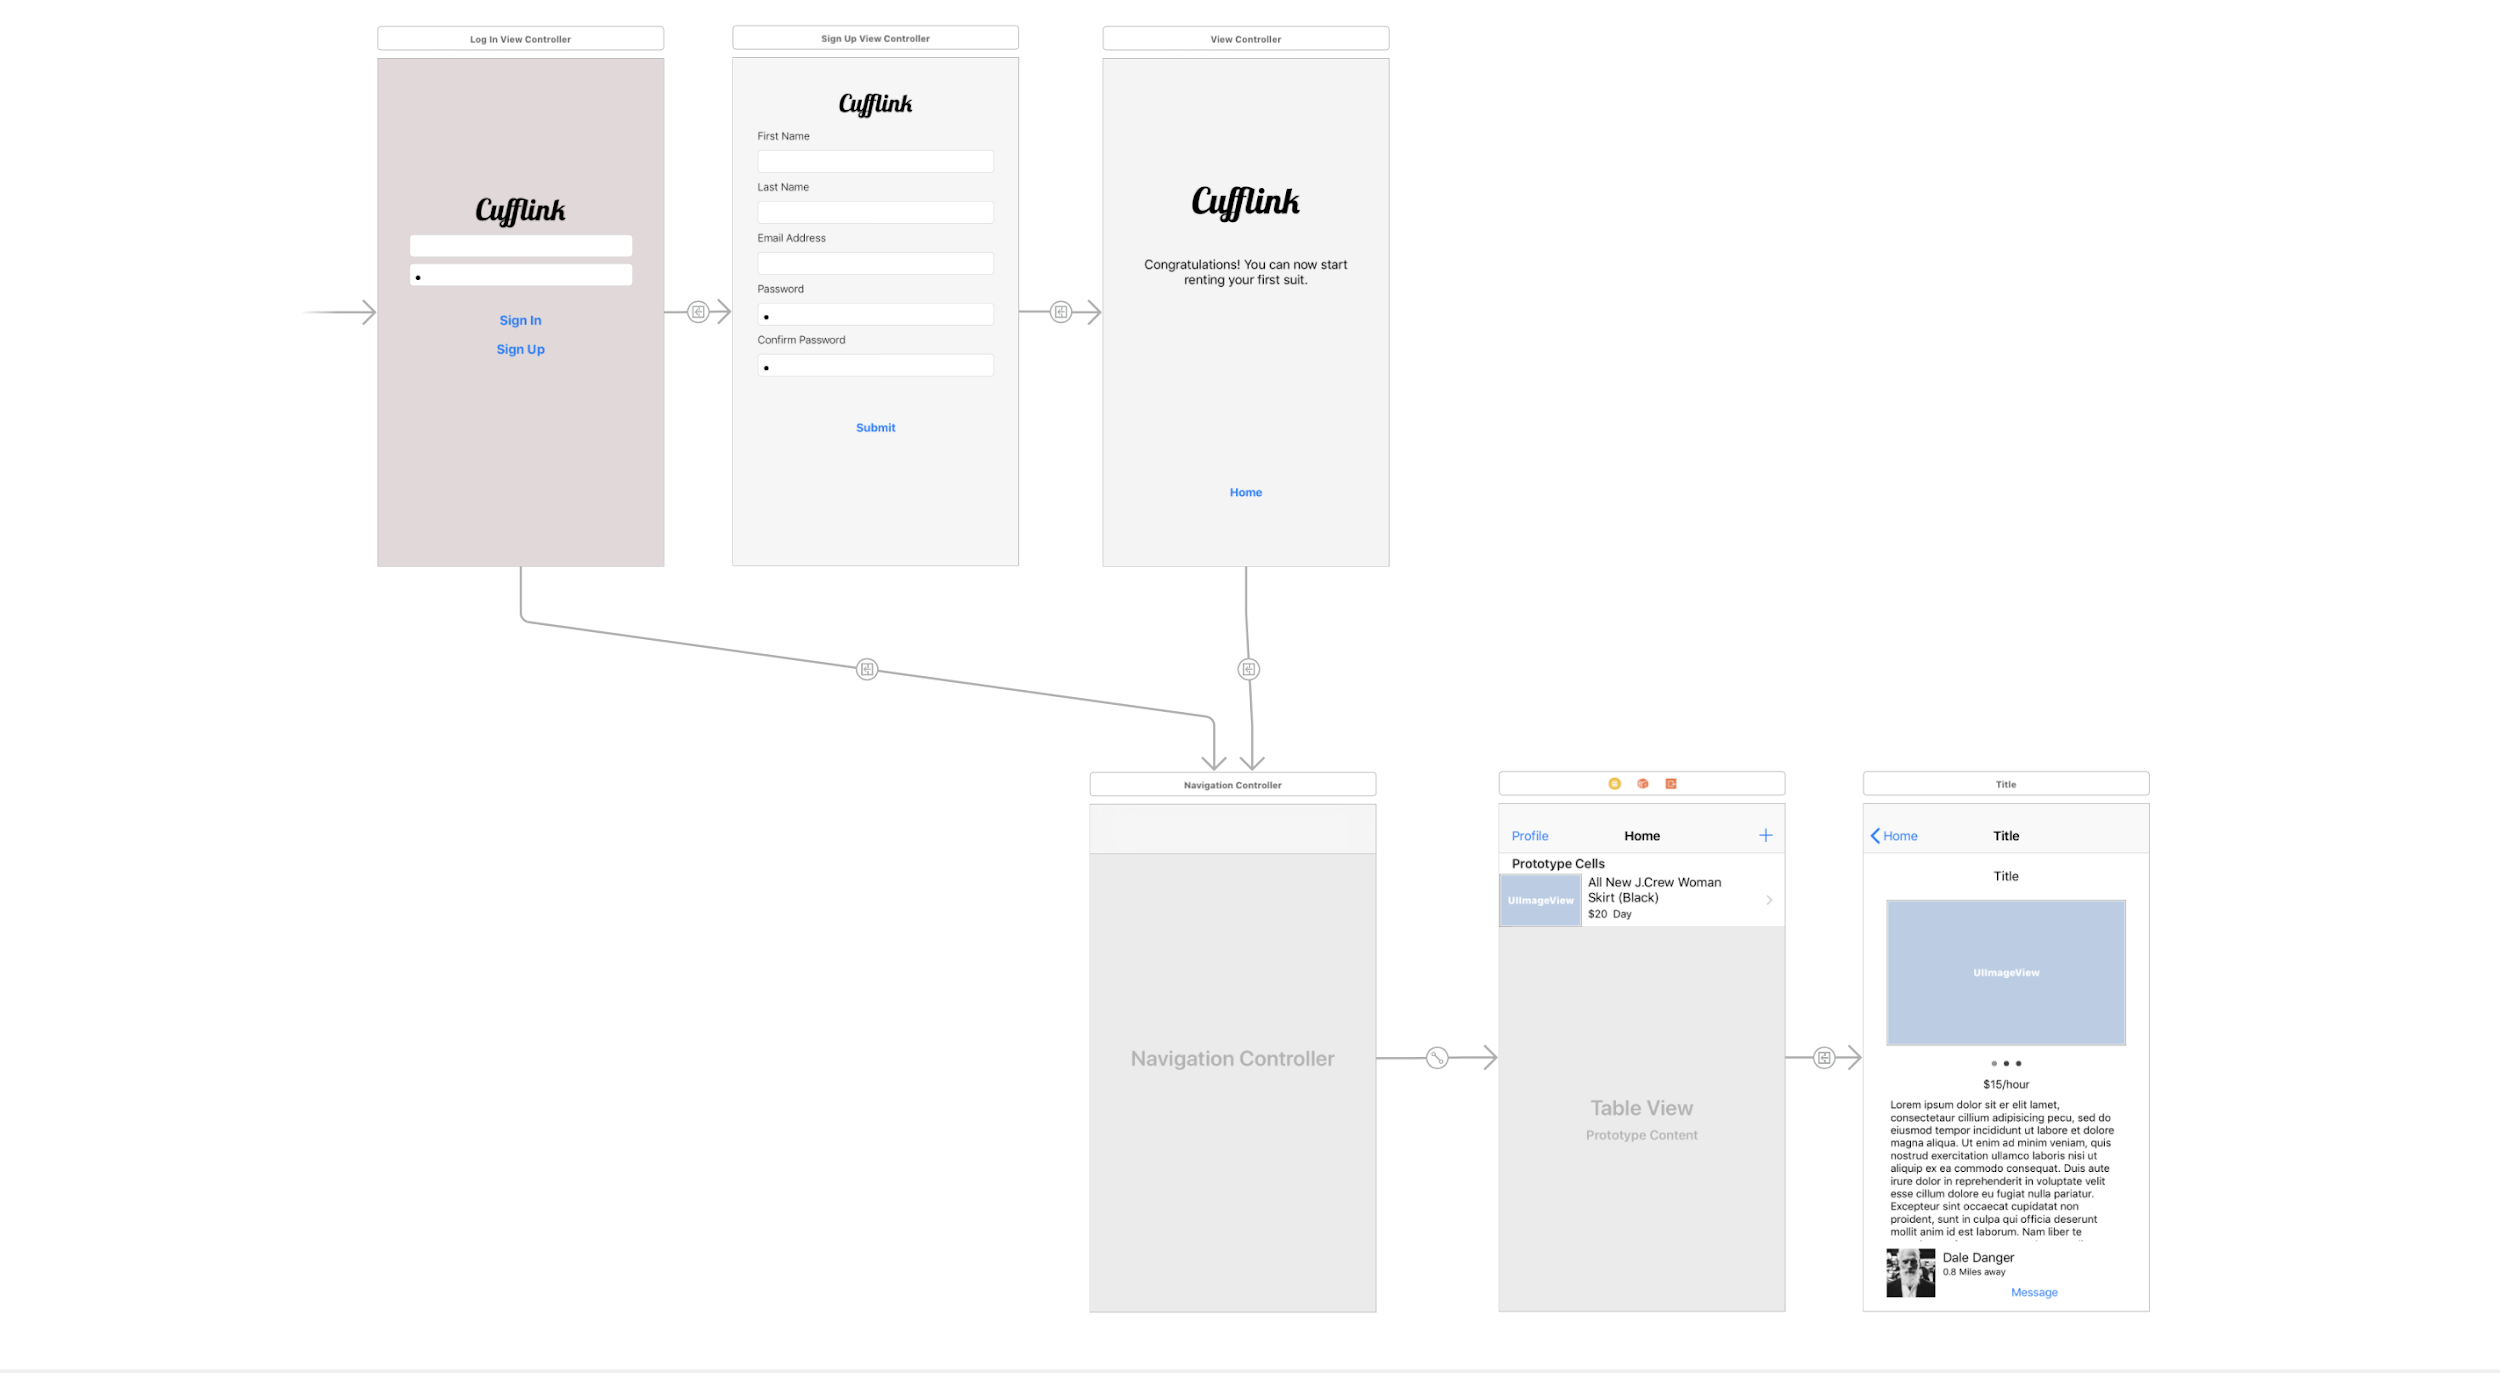 Log In View Controller
Cufflink
Sign In
Sign Up
Sign Up View Controller
Cufflink
First Name
Last Name
Email Address
Password
Confirm Password
Submit
View Controller
Cufflink
Congratulations! You can now start
renting your first suit.
Home
Navigation Controller
Navigation Controller
Profile
Home
+
Prototype Cells
UIImageView
All New J.Crew Woman
Skirt (Black)
$20 Day
Table View
Prototype Content
Title
Home
Title
Title
UIImageView
$15/hour
Lorem ipsum dolor sit er elit lamet,
consectetaur cillium adipisicing pecu, sed do
eiusmod tempor incididunt ut labore et dolore
magna aliqua. Ut enim ad minim veniam, quis
nostrud exercitation ullamco laboris nisi ut
aliquip ex ea commodo consequat. Duis aute
irure dolor in reprehenderit in voluptate velit
esse cillum dolore eu fugiat nulla pariatur.
Excepteur sint occaecat cupidatat non
proident, sunt in culpa qui officia deserunt
mollit anim id est laborum. Nam liber te
Dale Danger
0.8 Miles away
Message